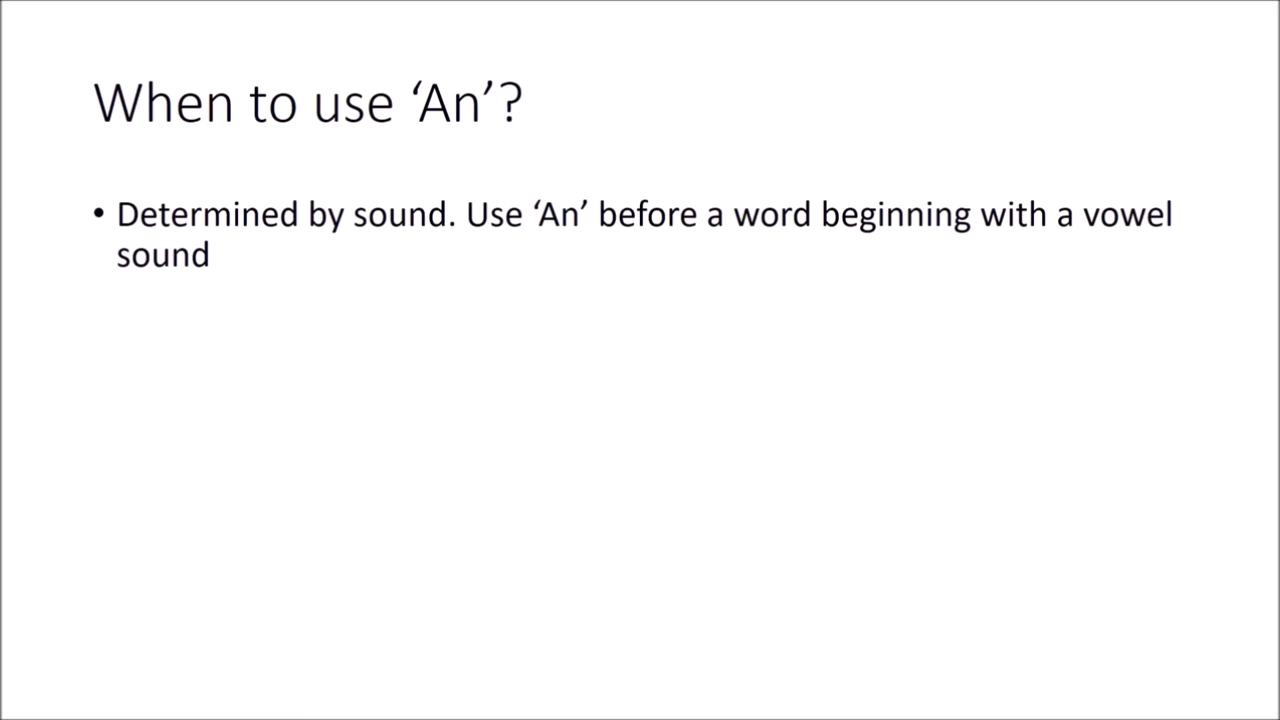 When to use ‘An’?
• Determined by sound. Use ‘An’ before a word beginning with a vowel
sound